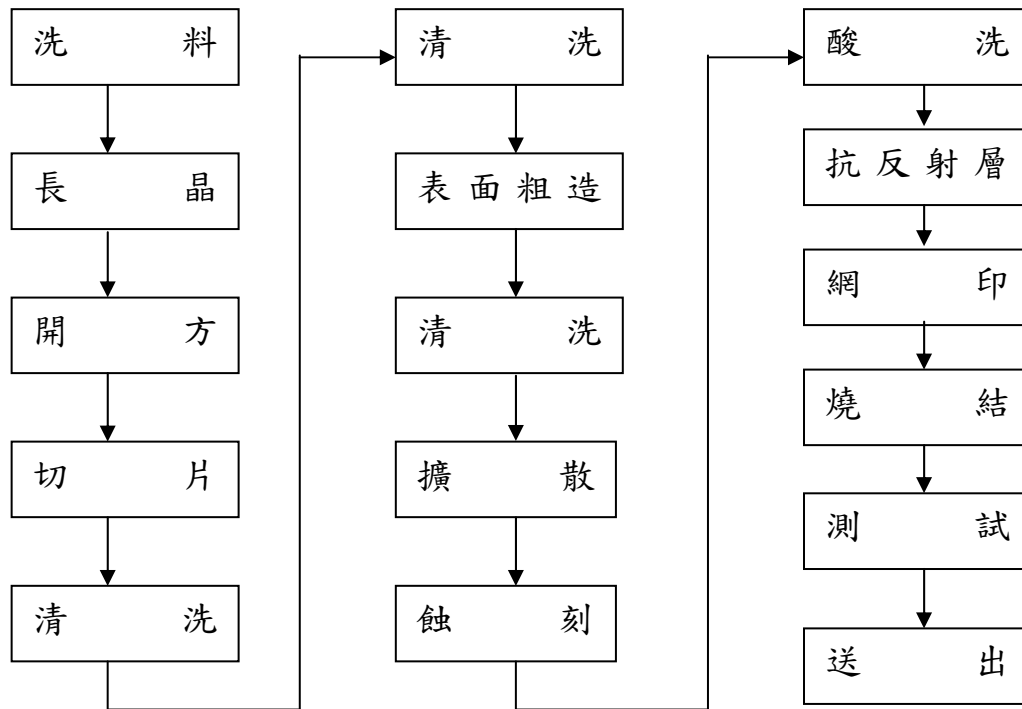 洗料
長晶
開方
切片
清洗
清洗
表面粗造
清洗
擴散
蝕刻
酸洗
抗反射層
網印
燒結
測試
送出